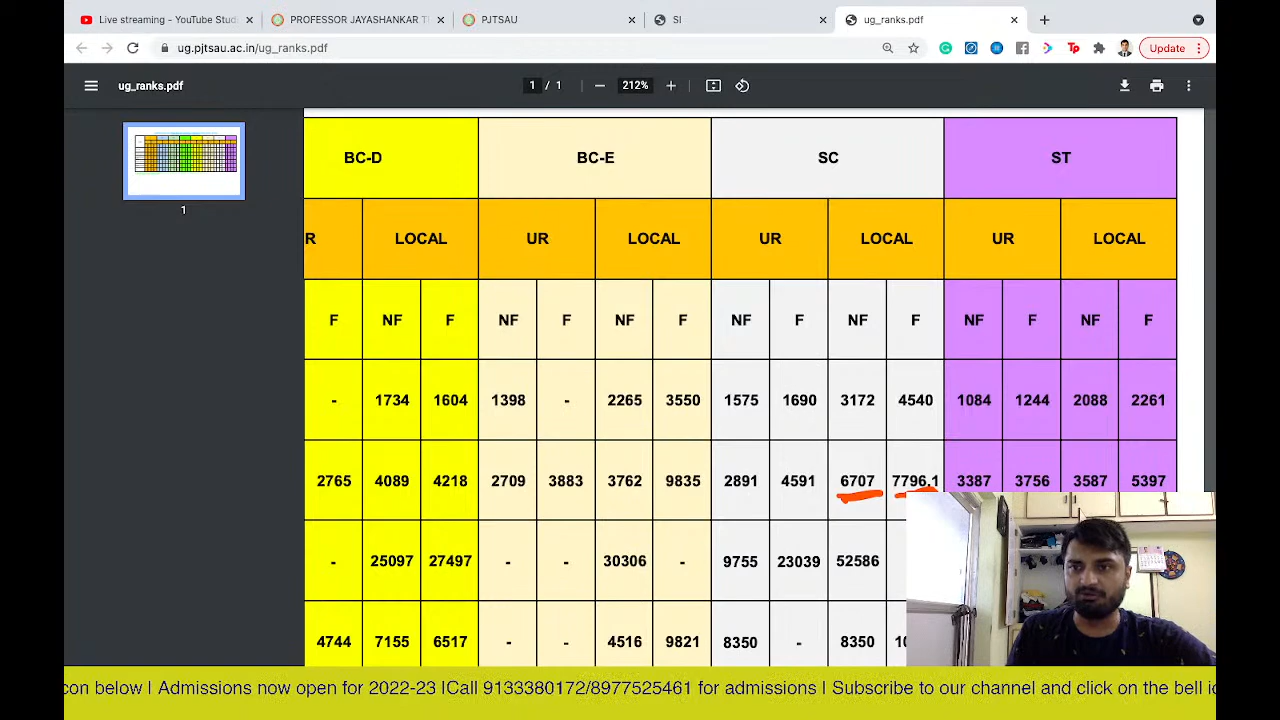 Live streaming - YouTube Stud
PROFESSOR JAYASHANKAR T
PJTSAU
SI
ug_ranks.pdf
ug.pjtsau.ac.in/ug_ranks.pdf
Update
ug_ranks.pdf
1 / 1
212%
1
BC-D BC-E SC ST
R LOCAL UR LOCAL UR LOCAL UR LOCAL
F NF F NF F NF F NF F NF F NF F NF F
- 1734 1604 1398 - 2265 3550 1575 1690 3172 4540 1084 1244 2088 2261
2765 4089 4218 2709 3883 3762 9835 2891 4591 6707 7796.1 3387 3756 3587 5397
- 25097 27497 - - 30306 - 9755 23039 52586
4744 7155 6517 - - 4516 9821 8350 - 8350 10
con below I Admissions now open for 2022-23 ICall 9133380172/8977525461 for admissions I Subscribe to our channel and click on the bell ic